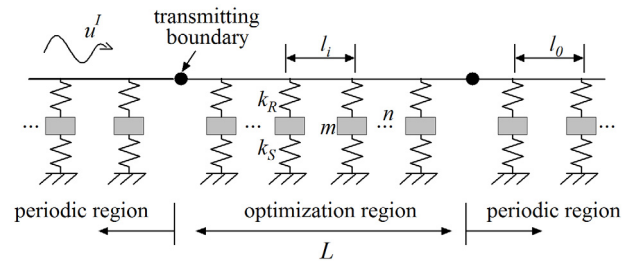 transmitting
boundary
u^I
l_i
l_0
k_R
... ... m n ...
k_S
periodic region
optimization region
periodic region
L